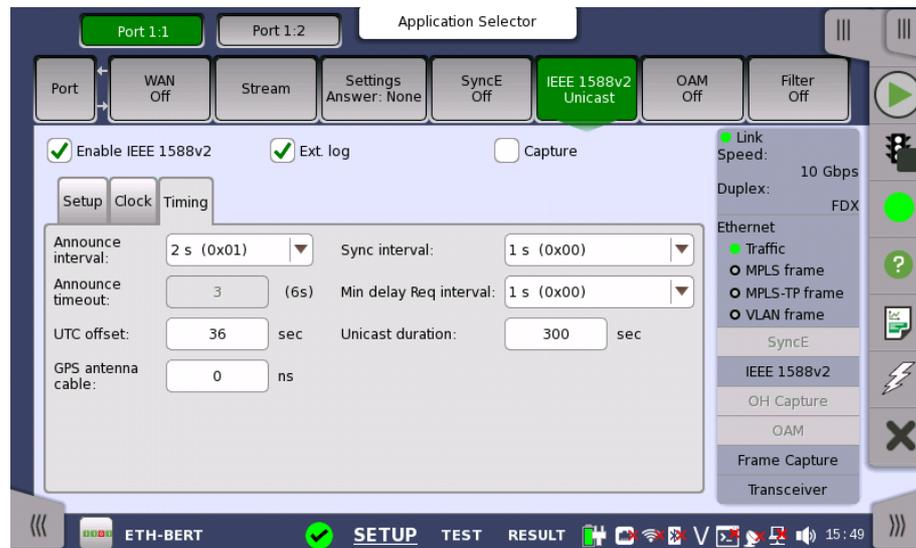 Application Selector
Port 1:1
Port 1:2
Port
WAN
Off
Stream
Settings
Answer: None
SyncE
Off
IEEE 1588v2
Unicast
OAM
Off
Filter
Off
Enable IEEE 1588v2
Ext. log
Capture
Setup
Clock
Timing
Announce
interval:
2 s (0x01)
Sync interval:
1 s (0x00)
Announce
timeout:
3
(6s)
Min delay Req interval:
1 s (0x00)
UTC offset:
36
sec
Unicast duration:
300
sec
GPS antenna
cable:
0
ns
Link
Speed:
10 Gbps
Duplex:
FDX
Ethernet
Traffic
MPLS frame
MPLS-TP frame
VLAN frame
SyncE
IEEE 1588v2
OH Capture
OAM
Frame Capture
Transceiver
ETH-BERT
SETUP
TEST
RESULT
15:49